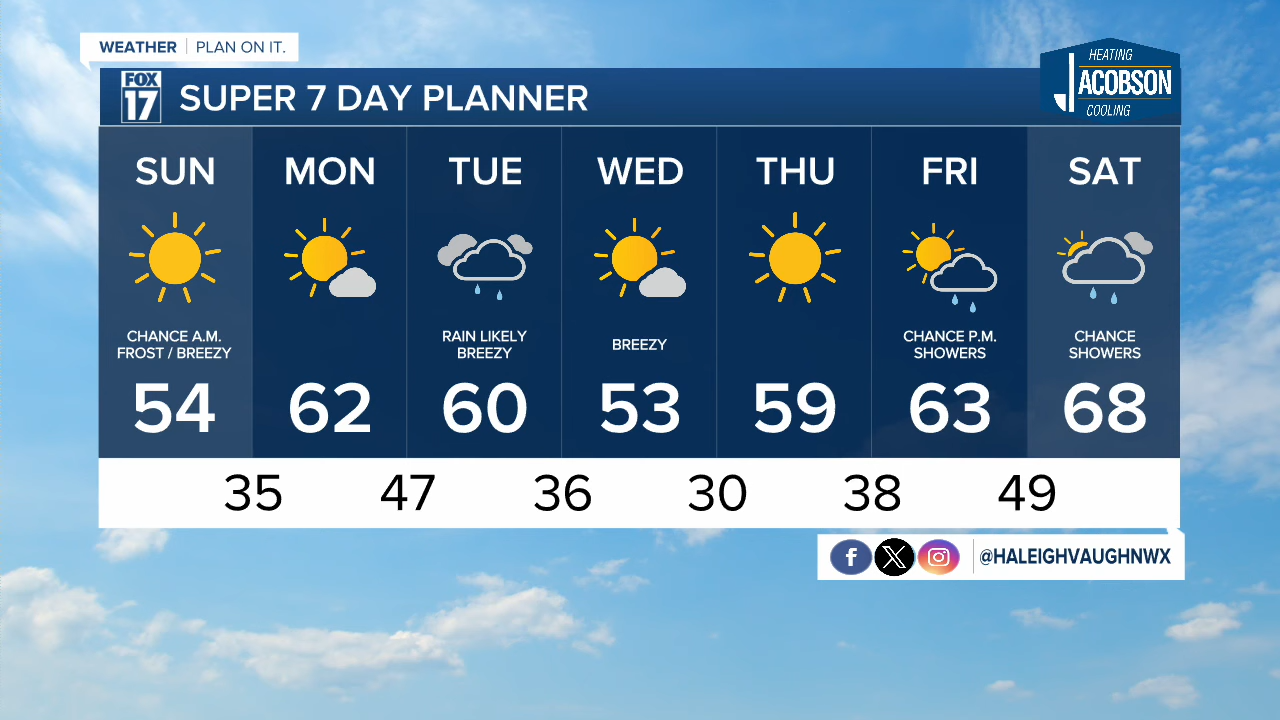 WEATHER | PLAN ON IT.
FOX
17
SUPER 7 DAY PLANNER
HEATING
JACOBSON
COOLING
SUN
MON
TUE
WED
THU
FRI
SAT
CHANCE A.M.
FROST / BREEZY
RAIN LIKELY
BREEZY
BREEZY
CHANCE P.M.
SHOWERS
CHANCE
SHOWERS
54
62
60
53
59
63
68
35
47
36
30
38
49
@HALEIGHVAUGHNWX